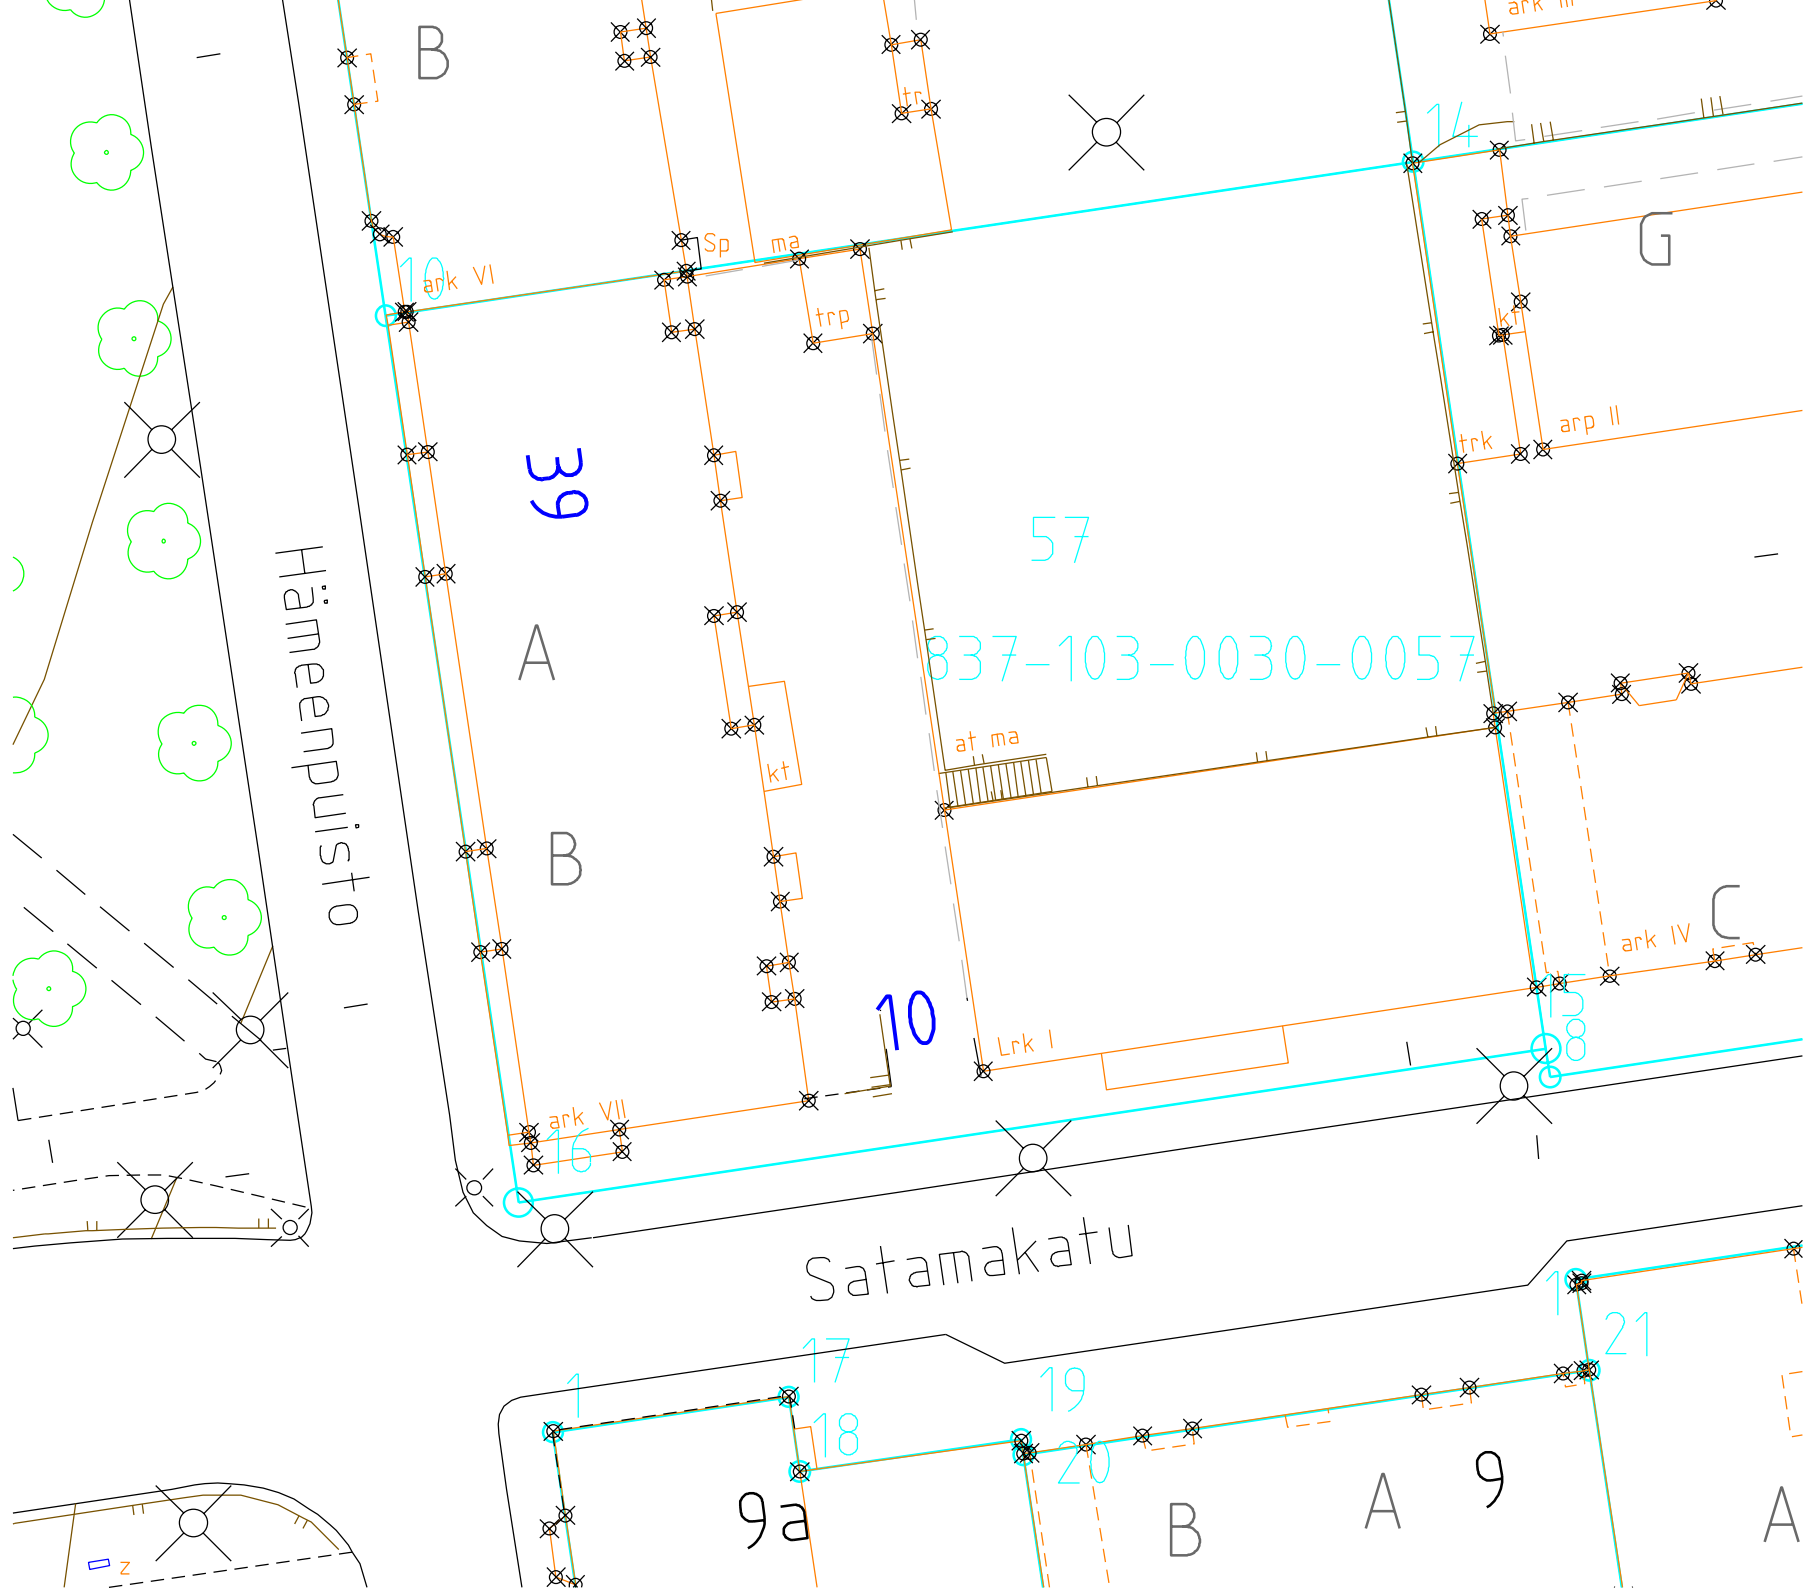 ark III
B
tr
14
G
Sp
ma
10
ark VI
trp
kt
arp II
trk
39
57
Hämeenpuisto
A
837-103-0030-0057
at ma
kt
B
C
ark IV
10
15
8
Lrk I
ark VII
16
Satamakatu
1
21
17
1
19
18
20
9
9a
A
B
A
z